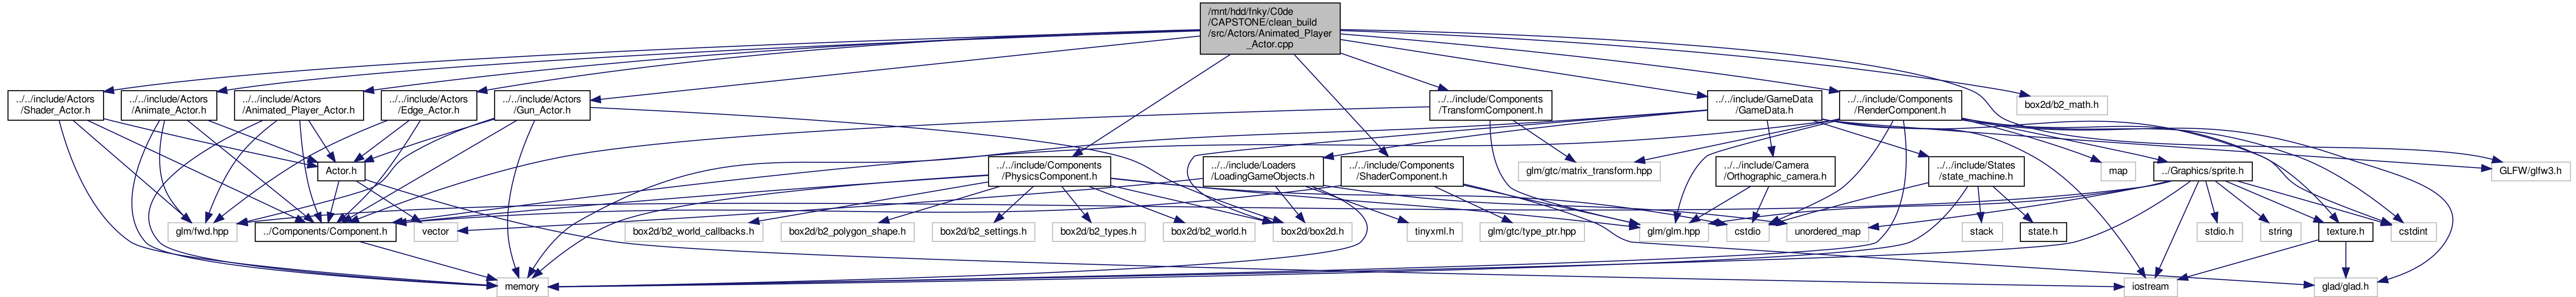 /mnt/hdd/fnky/C0de
/CAPSTONE/clean_build
/src/Actors/Animated_Player
_Actor.cpp
../../include/Actors
/Shader_Actor.h
../../include/Actors
/Animate_Actor.h
../../include/Actors
/Animated_Player_Actor.h
../../include/Actors
/Edge_Actor.h
../../include/Actors
/Gun_Actor.h
../../include/Components
/TransformComponent.h
../../include/GameData
/GameData.h
../../include/Components
/RenderComponent.h
box2d/b2_math.h
Actor.h
../../include/Components
/PhysicsComponent.h
../../include/Loaders
/LoadingGameObjects.h
../../include/Components
/ShaderComponent.h
glm/gtc/matrix_transform.hpp
../../include/Camera
/Orthographic_camera.h
../../include/States
/state_machine.h
map
../Graphics/sprite.h
GLFW/glfw3.h
glm/fwd.hpp
../Components/Component.h
vector
box2d/b2_world_callbacks.h
box2d/b2_polygon_shape.h
box2d/b2_settings.h
box2d/b2_types.h
box2d/b2_world.h
box2d/box2d.h
tinyxml.h
glm/gtc/type_ptr.hpp
glm/glm.hpp
cstdio
unordered_map
stack
state.h
stdio.h
string
texture.h
cstdint
memory
iostream
glad/glad.h